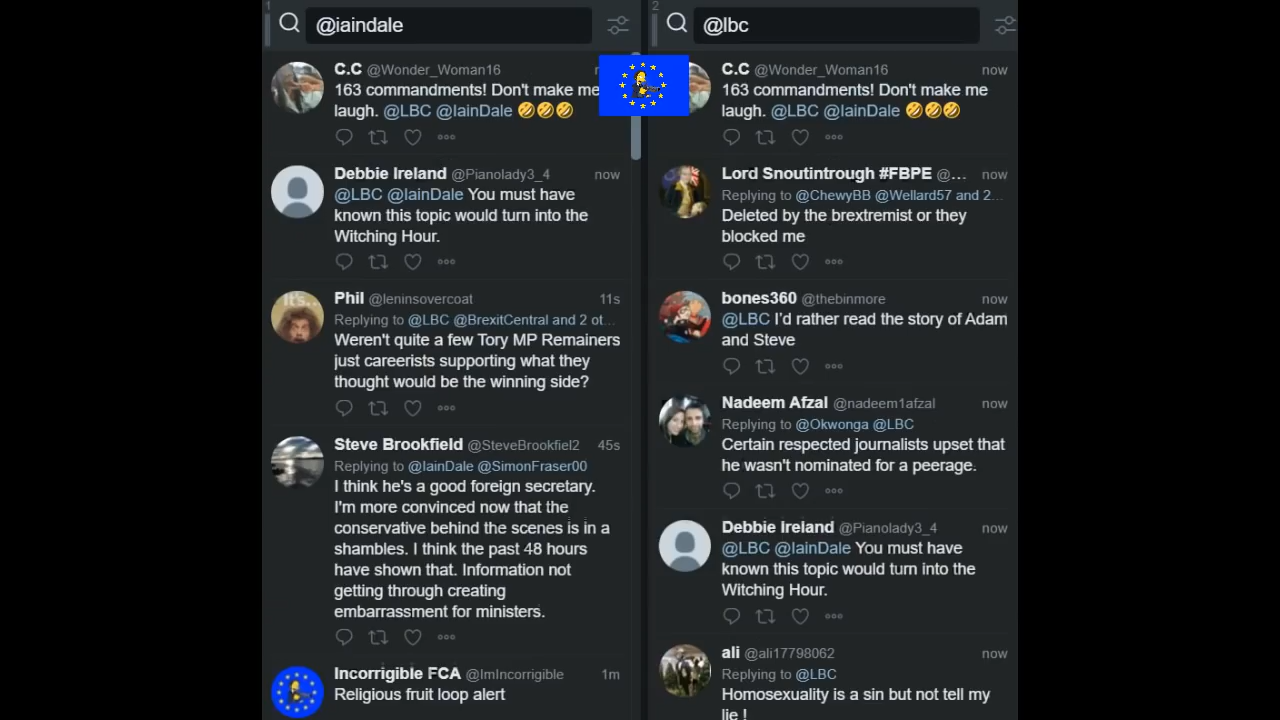 1
@iaindale
C.C @Wonder_Woman16
163 commandments! Don't make me
laugh. @LBC @IainDale 🤣🤣🤣
Debbie Ireland @Pianolady3_4 now
@LBC @IainDale You must have
known this topic would turn into the
Witching Hour.
It's...
Phil @leninsovercoat 11s
Replying to @LBC @BrexitCentral and 2 ot...
Weren't quite a few Tory MP Remainers
just careerists supporting what they
thought would be the winning side?
Steve Brookfield @SteveBrookfiel2 45s
Replying to @IainDale @SimonFraser00
I think he's a good foreign secretary.
I'm more convinced now that the
conservative behind the scenes is in a
shambles. I think the past 48 hours
have shown that. Information not
getting through creating
embarrassment for ministers.
Incorrigible FCA @ImIncorrigible 1m
Religious fruit loop alert
2
@lbc
C.C @Wonder_Woman16 now
163 commandments! Don't make me
laugh. @LBC @IainDale 🤣🤣🤣
Lord Snoutintrough #FBPE @... now
Replying to @ChewyBB @Wellard57 and 2...
Deleted by the brextremist or they
blocked me
bones360 @thebinmore now
@LBC I'd rather read the story of Adam
and Steve
Nadeem Afzal @nadeem1afzal now
Replying to @Okwonga @LBC
Certain respected journalists upset that
he wasn't nominated for a peerage.
Debbie Ireland @Pianolady3_4 now
@LBC @IainDale You must have
known this topic would turn into the
Witching Hour.
ali @ali17798062 now
Replying to @LBC
Homosexuality is a sin but not tell my
lie !